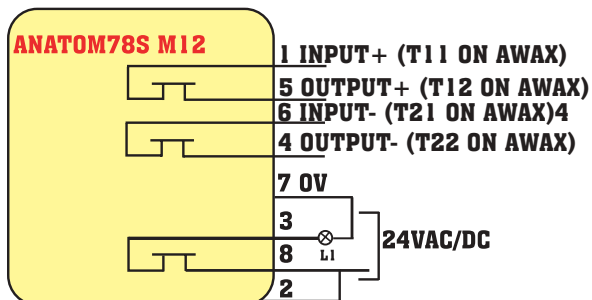 ANATOM78S M12
1 INPUT+ (T11 ON AWAX)
5 OUTPUT+ (T12 ON AWAX)
6 INPUT- (T21 ON AWAX)4
4 OUTPUT- (T22 ON AWAX)
7 0V
3
24VAC/DC
8
L1
2